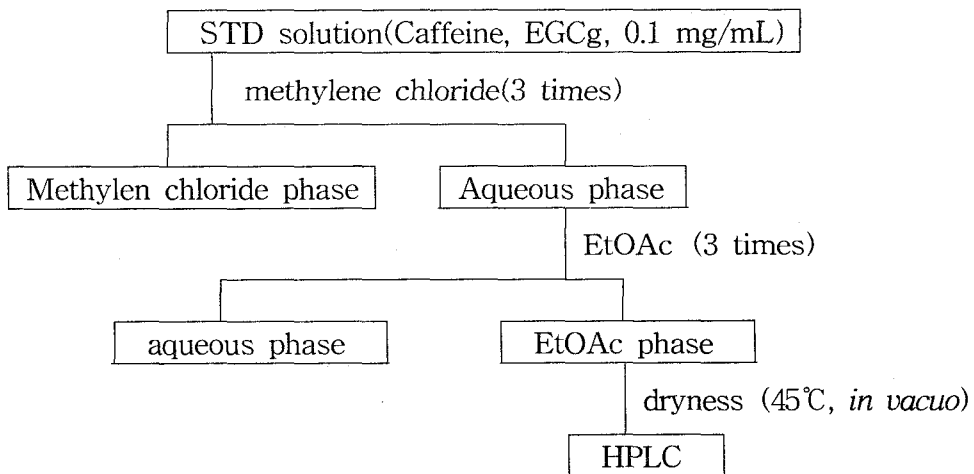 STD solution(Caffeine, EGCg, 0.1 mg/mL)
methylene chloride(3 times)
Methylen chloride phase
Aqueous phase
EtOAc (3 times)
aqueous phase
EtOAc phase
dryness (45℃, in vacuo)
HPLC